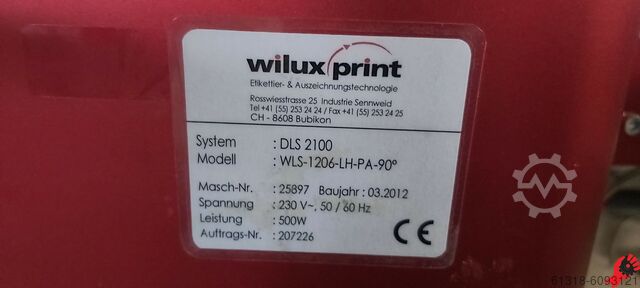 wilux print
Etikettier- & Auszeichnungstechnologie
Rosswiesstrasse 25 Industrie Sennweid
Tel +41 (55) 253 24 24 / Fax +41 (55) 253 24 25
CH - 8608 Bubikon
System : DLS 2100
Modell : WLS-1206-LH-PA-90°
Masch-Nr. : 25897 Baujahr : 03.2012
Spannung : 230 V~, 50 / 60 Hz
Leistung : 500W
Auftrags-Nr. : 207226
CE
61318-6093121